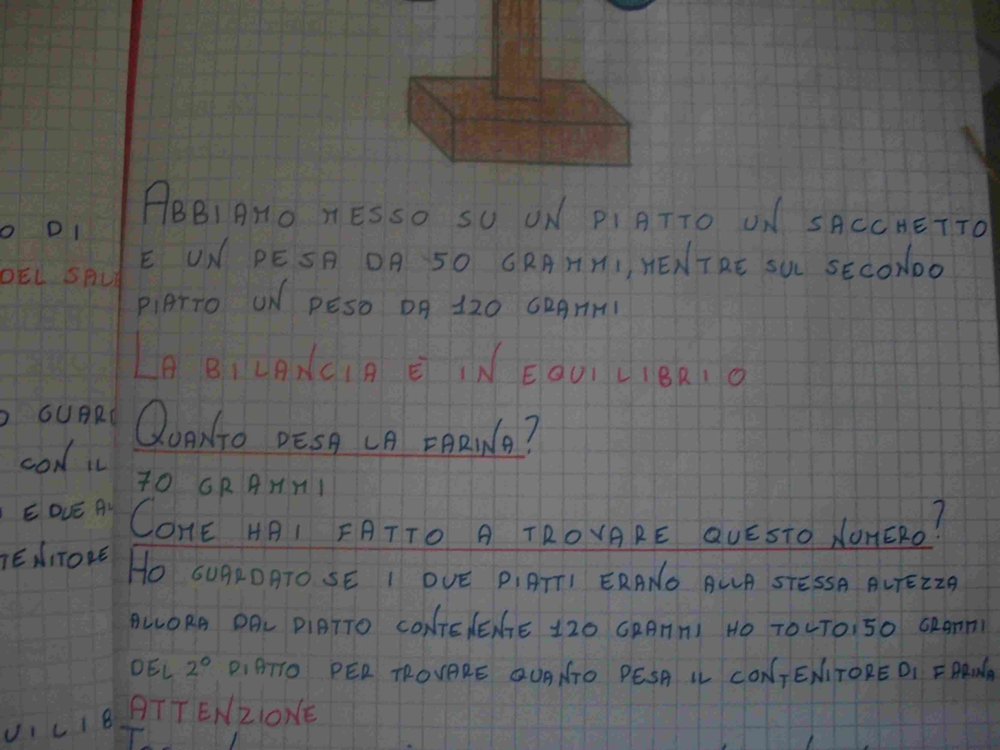 ABBIAMO MESSO SU UN PIATTO UN SACCHETTO
E UN PESA DA 50 GRAMMI, MENTRE SUL SECONDO
PIATTO UN PESO DA 120 GRAMMI
LA BILANCIA È IN EQUILIBRIO
QUANTO PESA LA FARINA?
70 GRAMMI
COME HAI FATTO A TROVARE QUESTO NUMERO?
HO GUARDATO SE I DUE PIATTI ERANO ALLA STESSA ALTEZZA
ALLORA DAL PIATTO CONTENENTE 120 GRAMMI HO TOLTO 50 GRAMMI
DEL 2° PIATTO PER TROVARE QUANTO PESA IL CONTENITORE DI FARINA
ATTENZIONE
O DI
DEL SAL
GUAR
CON IL
E DUE A
TENITORE
UILIB